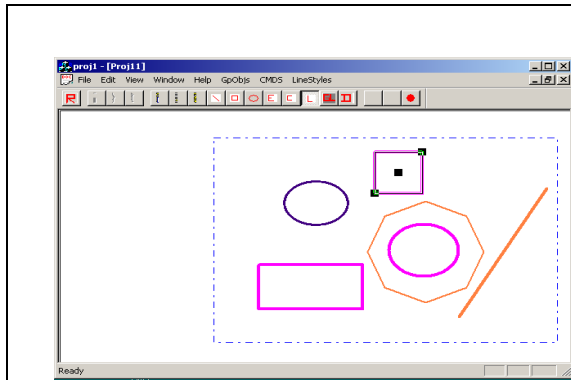 proj1 - [Proj11]
File Edit View Window Help GpObjs CMDS LineStyles
R E C L
Ready